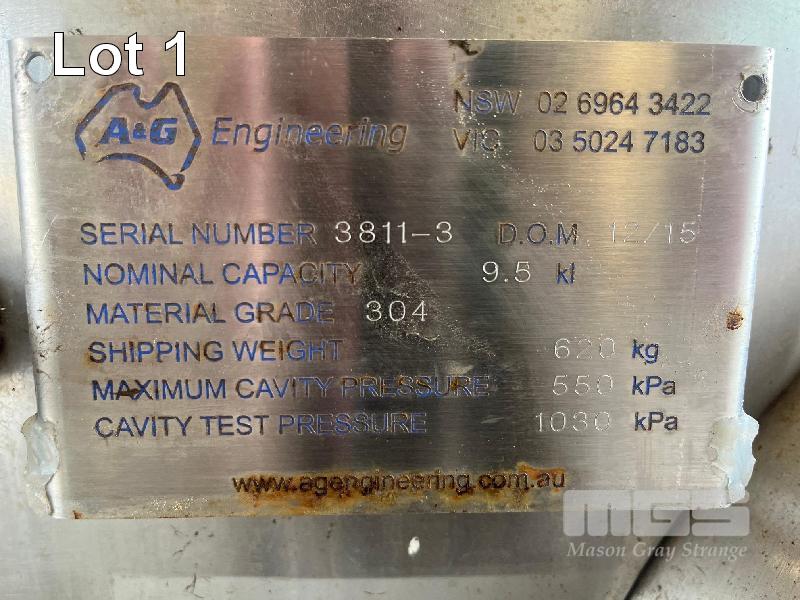 Lot 1
A&G Engineering
NSW 02 6964 3422
VIC 03 5024 7183
SERIAL NUMBER 3811-3 D.O.M. 12/15
NOMINAL CAPACITY 9.5 kl
MATERIAL GRADE 304
SHIPPING WEIGHT 620 kg
MAXIMUM CAVITY PRESSURE 550 kPa
CAVITY TEST PRESSURE 1030 kPa
www.agengineering.com.au
MGS
Mason Gray Strange